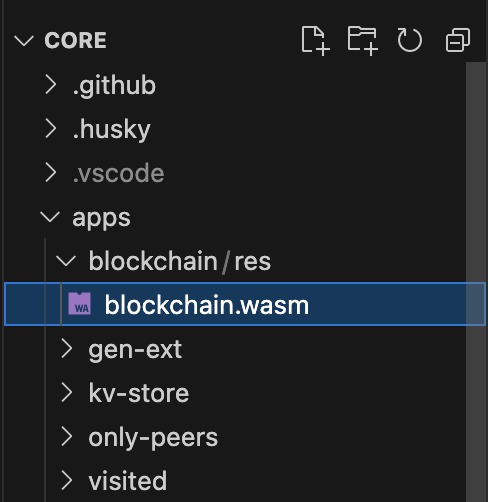 CORE
.github
.husky
.vscode
apps
blockchain/res
WA blockchain.wasm
gen-ext
kv-store
only-peers
visited